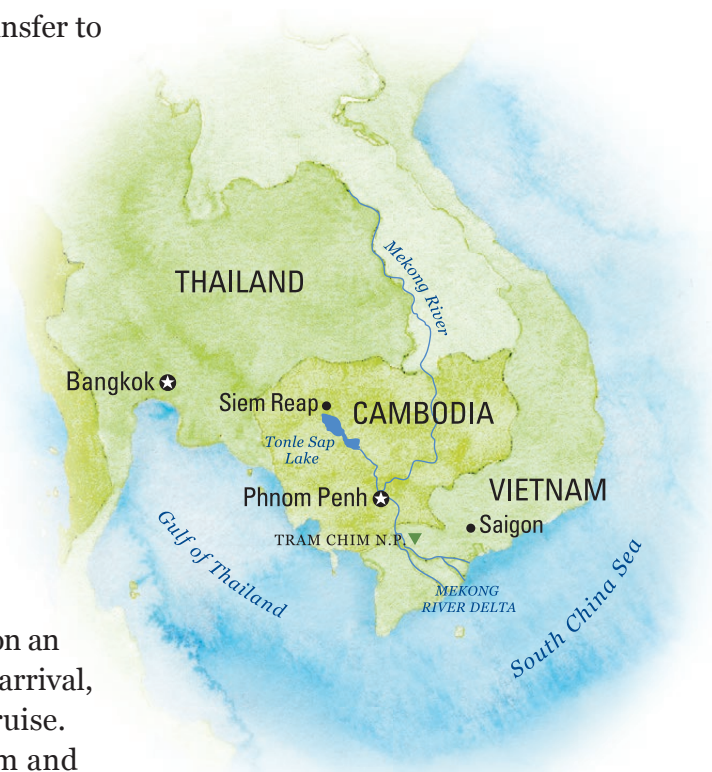 nsfer to
Mekong River
THAILAND
Bangkok
Siem Reap
CAMBODIA
Tonle Sap
Lake
Phnom Penh
VIETNAM
Saigon
TRAM CHIM N.P.
Gulf of Thailand
MEKONG
RIVER DELTA
South China Sea
on an
arrival,
ruise.
m and